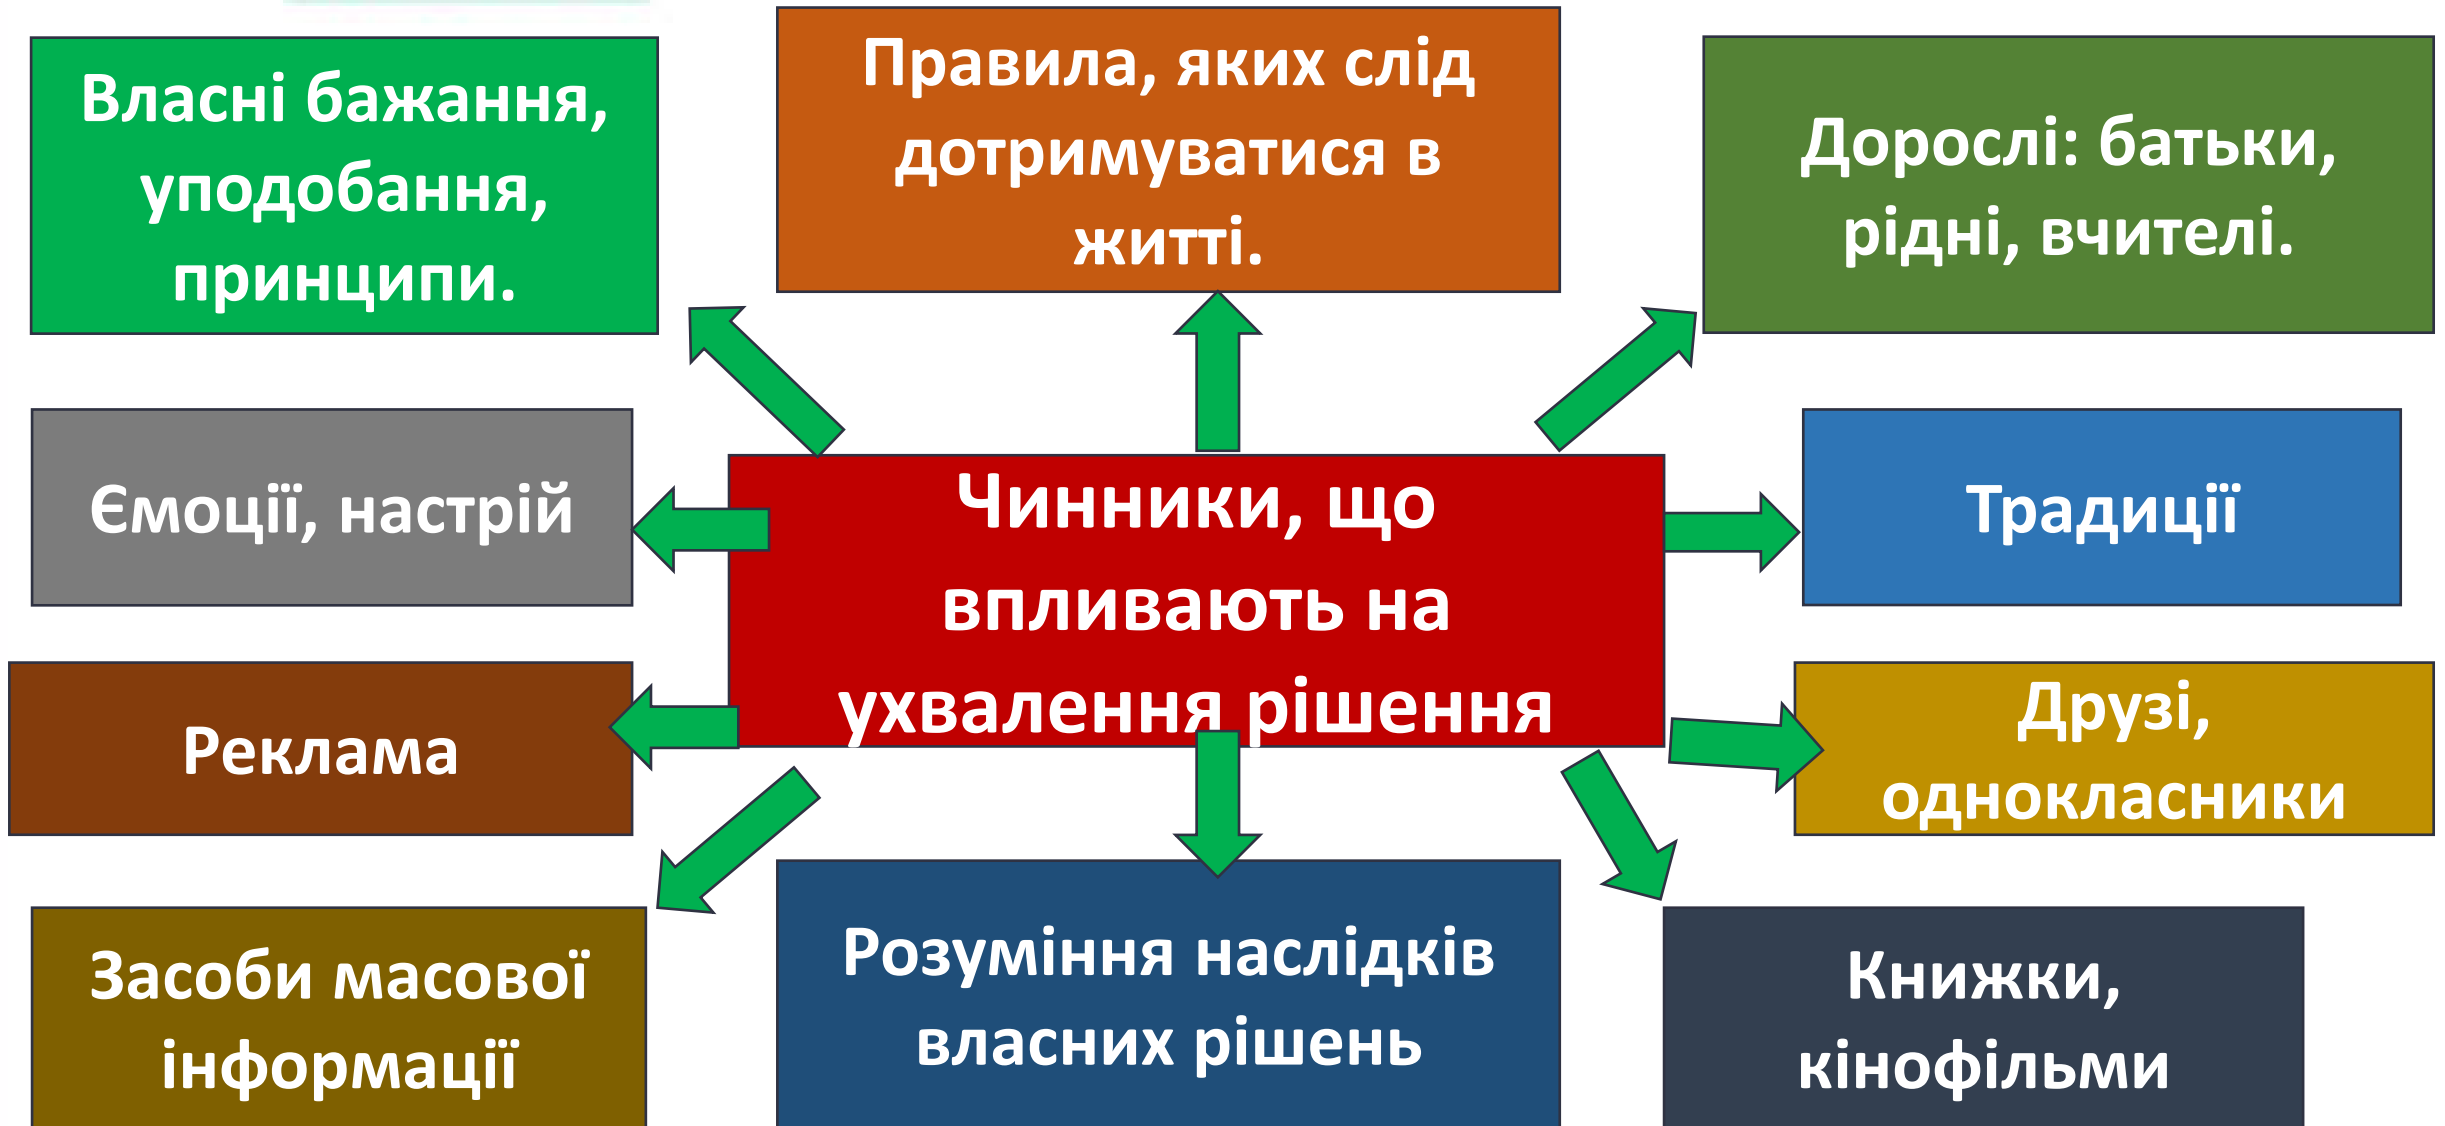 Власні бажання,
уподобання,
принципи.
Правила, яких слід
дотримуватися в
житті.
Дорослі: батьки,
рідні, вчителі.
Ємоції, настрій
Чинники, що
впливають на
ухвалення рішення
Традиції
Реклама
Друзі,
однокласники
Засоби масової
інформації
Розуміння наслідків
власних рішень
Книжки,
кінофільми